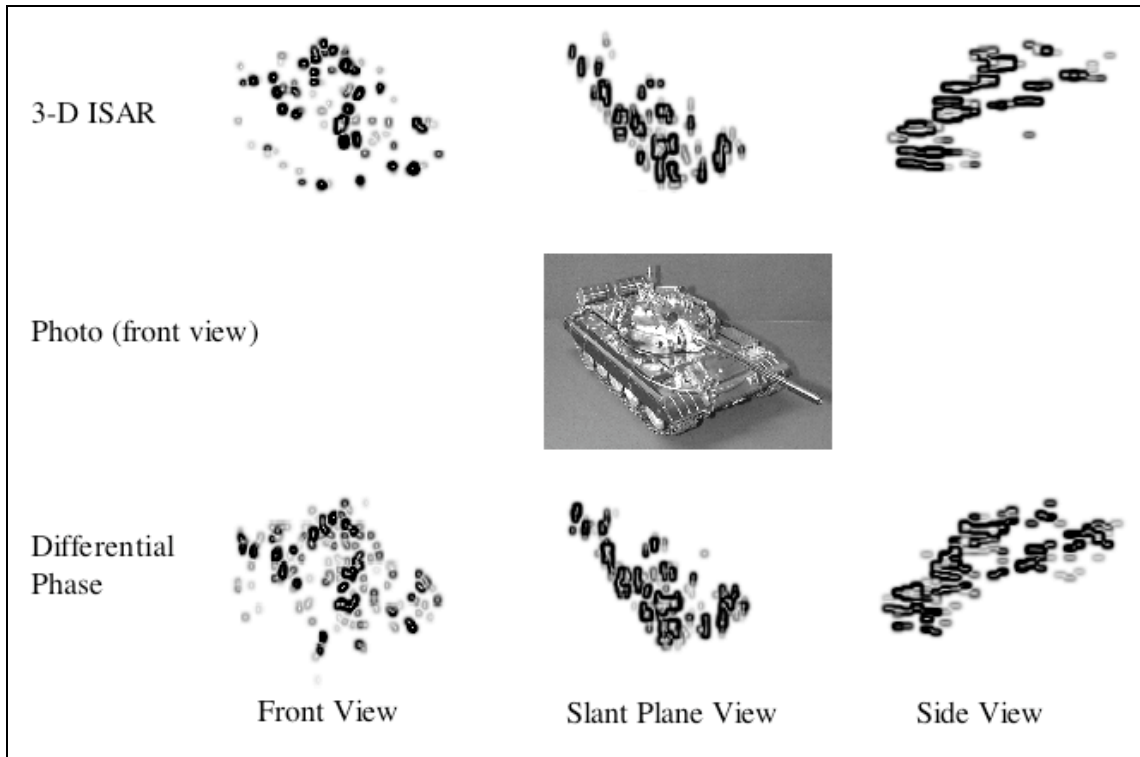 3-D ISAR
Photo (front view)
Differential
Phase
Front View
Slant Plane View
Side View